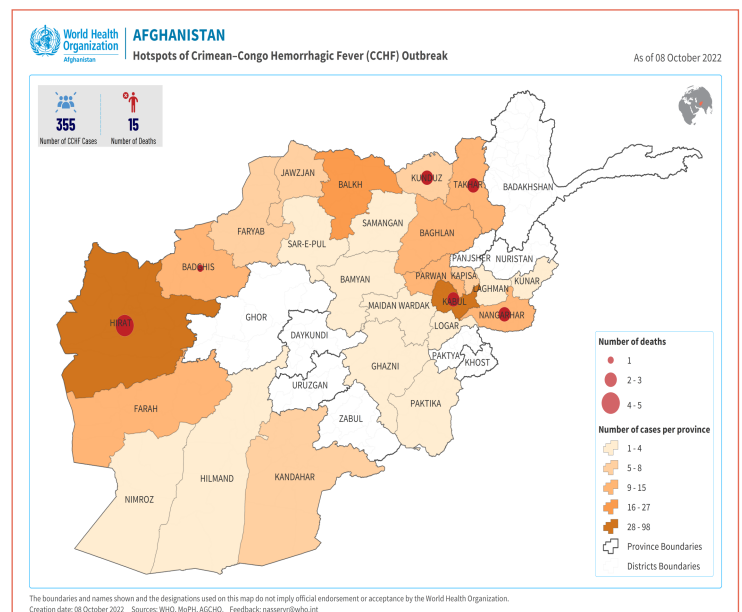 World Health
Organization
Afghanistan
AFGHANISTAN
Hotspots of Crimean–Congo Hemorrhagic Fever (CCHF) Outbreak
As of 08 October 2022
355
Number of CCHF Cases
15
Number of Deaths
JAWZJAN
BALKH
KUNDUZ
TAKHAR
BADAKHSHAN
FARYAB
SAR-E-PUL
SAMANGAN
BAGHLAN
BADGHIS
PANJSHER
NURISTAN
BAMYAN
PARWAN
KAPISA
LAGHMAN
KUNAR
HIRAT
GHOR
MAIDAN WARDAK
KABUL
NANGARHAR
DAYKUNDI
LOGAR
GHAZNI
PAKTYA
KHOST
URUZGAN
FARAH
ZABUL
PAKTIKA
NIMROZ
HILMAND
KANDAHAR
Number of deaths
1
2 - 3
4 - 5
Number of cases per province
1 - 4
5 - 8
9 - 15
16 - 27
28 - 98
Province Boundaries
Districts Boundaries
The boundaries and names shown and the designations used on this map do not imply official endorsement or acceptance by the World Health Organization.
Creation date: 08 October 2022 Sources: WHO, MoPH, AGCHO, Feedback: nasseryn@who.int